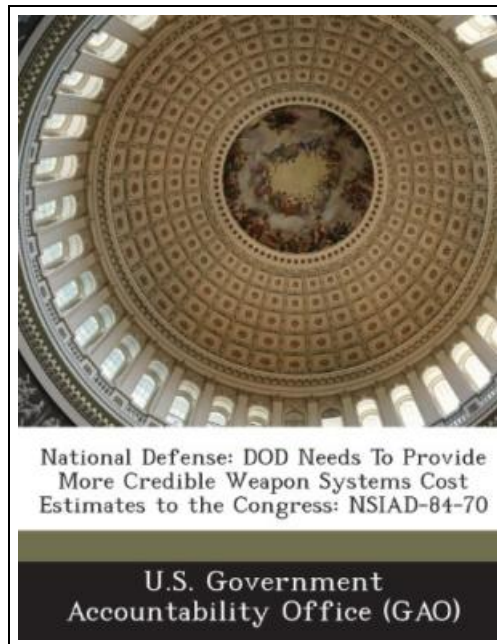 National Defense: DOD Needs To Provide
More Credible Weapon Systems Cost
Estimates to the Congress: NSIAD-84-70
U.S. Government
Accountability Office (GAO)